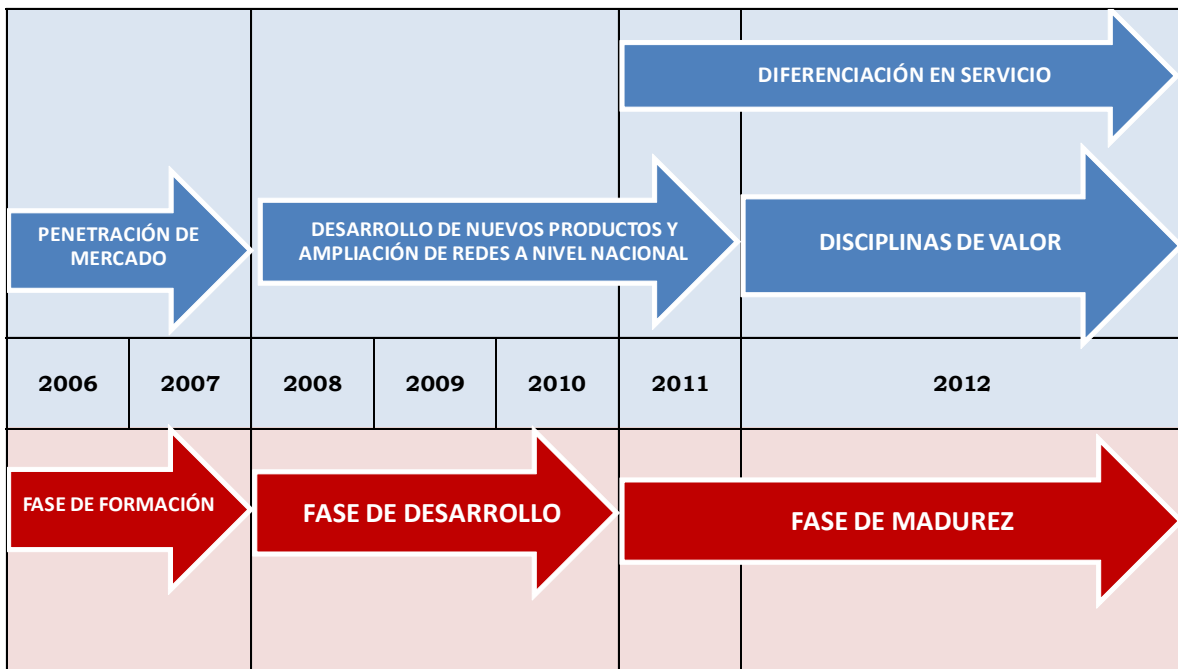 DIFERENCIACIÓN EN SERVICIO
PENETRACIÓN DE
MERCADO
DESARROLLO DE NUEVOS PRODUCTOS Y
AMPLIACIÓN DE REDES A NIVEL NACIONAL
DISCIPLINAS DE VALOR
2006 2007 2008 2009 2010 2011 2012
FASE DE FORMACIÓN
FASE DE DESARROLLO
FASE DE MADUREZ